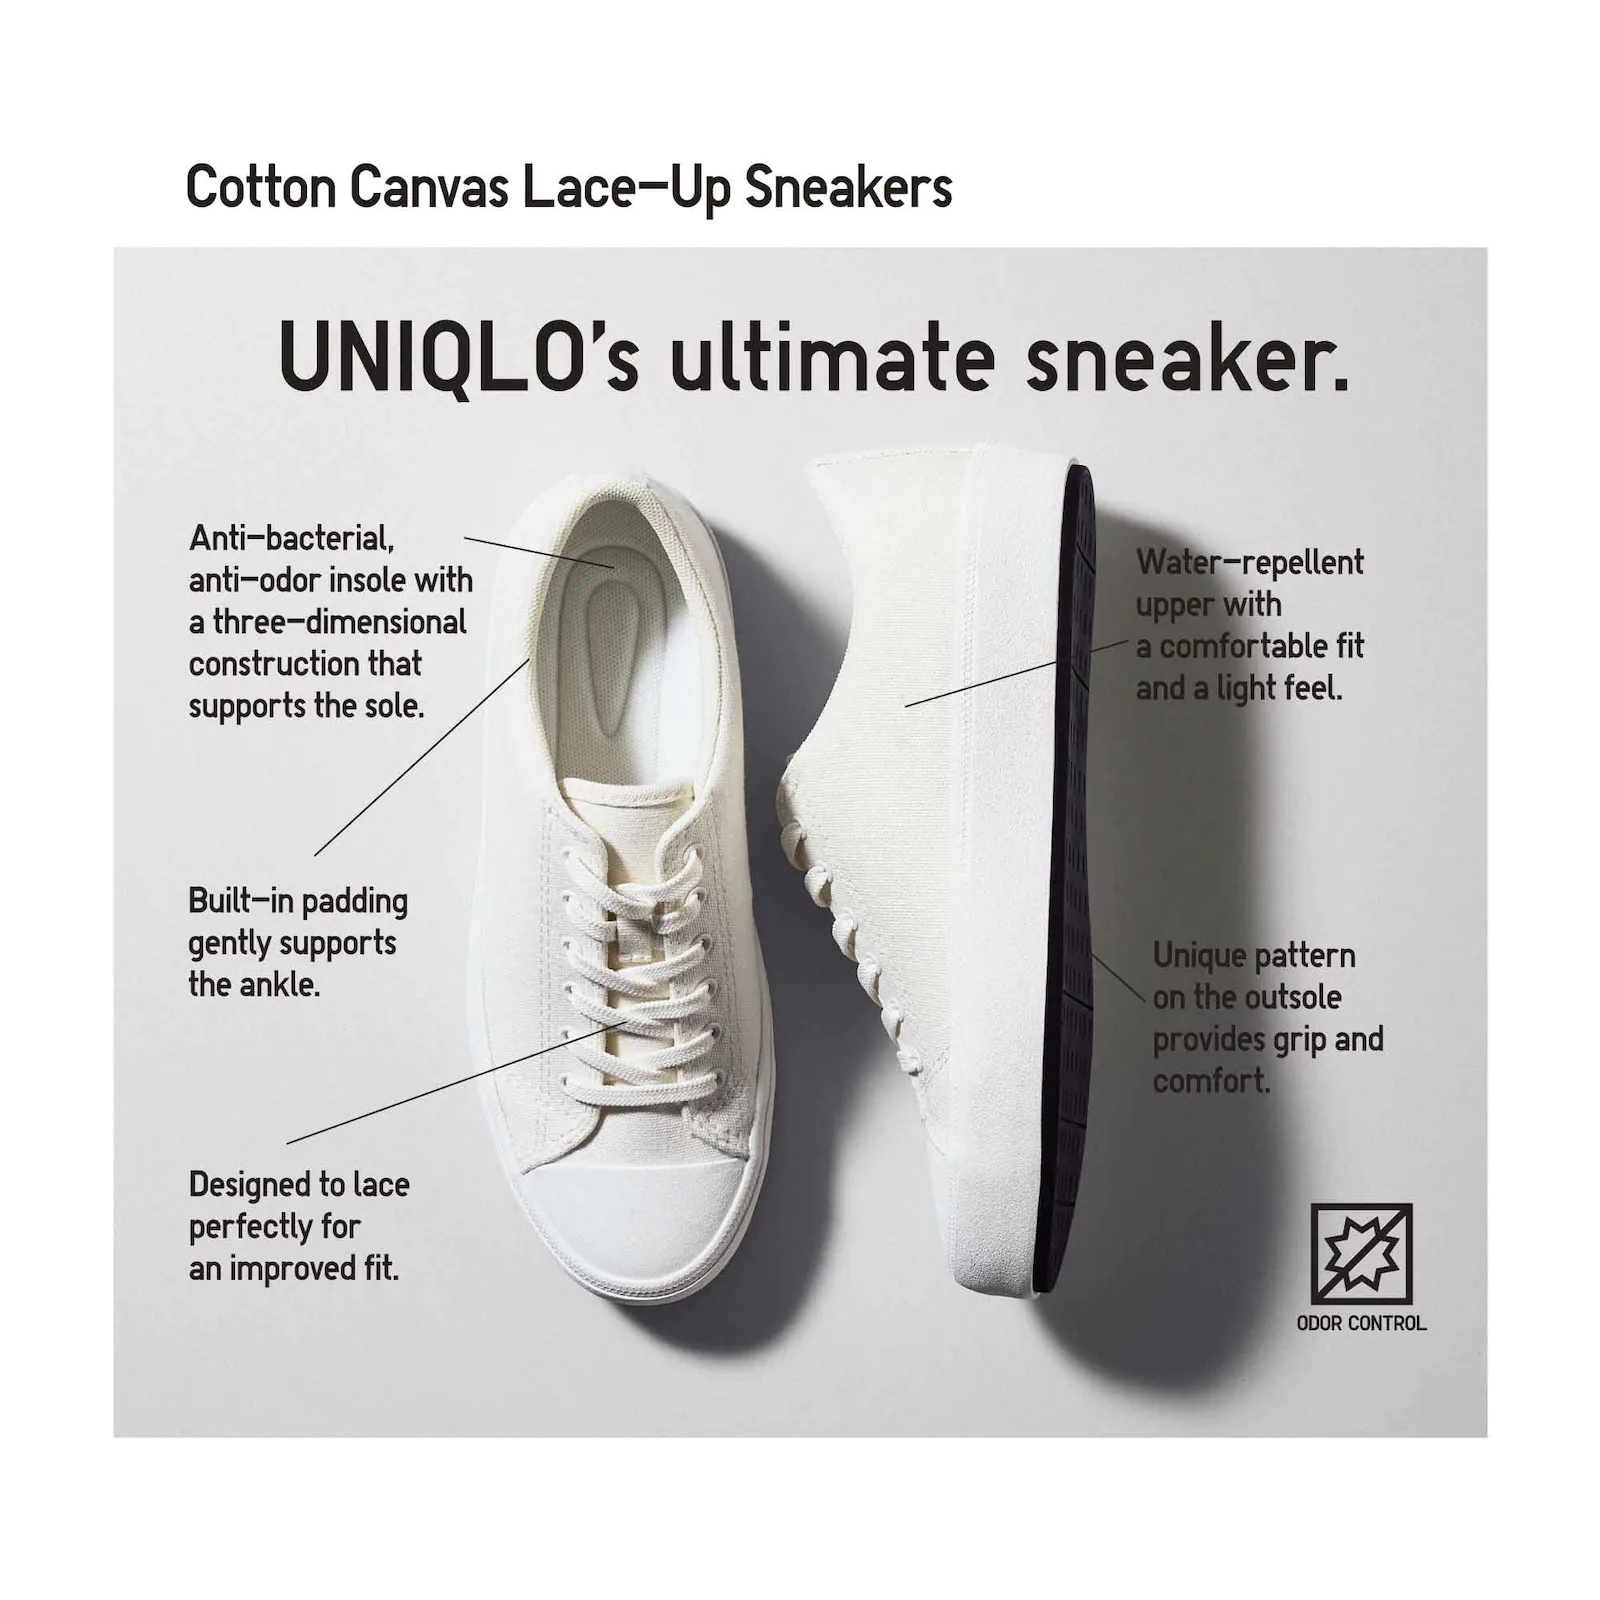 Cotton Canvas Lace-Up Sneakers
UNIQLO's ultimate sneaker.
Anti-bacterial,
anti-odor insole with
a three-dimensional
construction that
supports the sole.
Built-in padding
gently supports
the ankle.
Designed to lace
perfectly for
an improved fit.
Water-repellent
upper with
a comfortable fit
and a light feel.
Unique pattern
on the outsole
provides grip and
comfort.
ODOR CONTROL